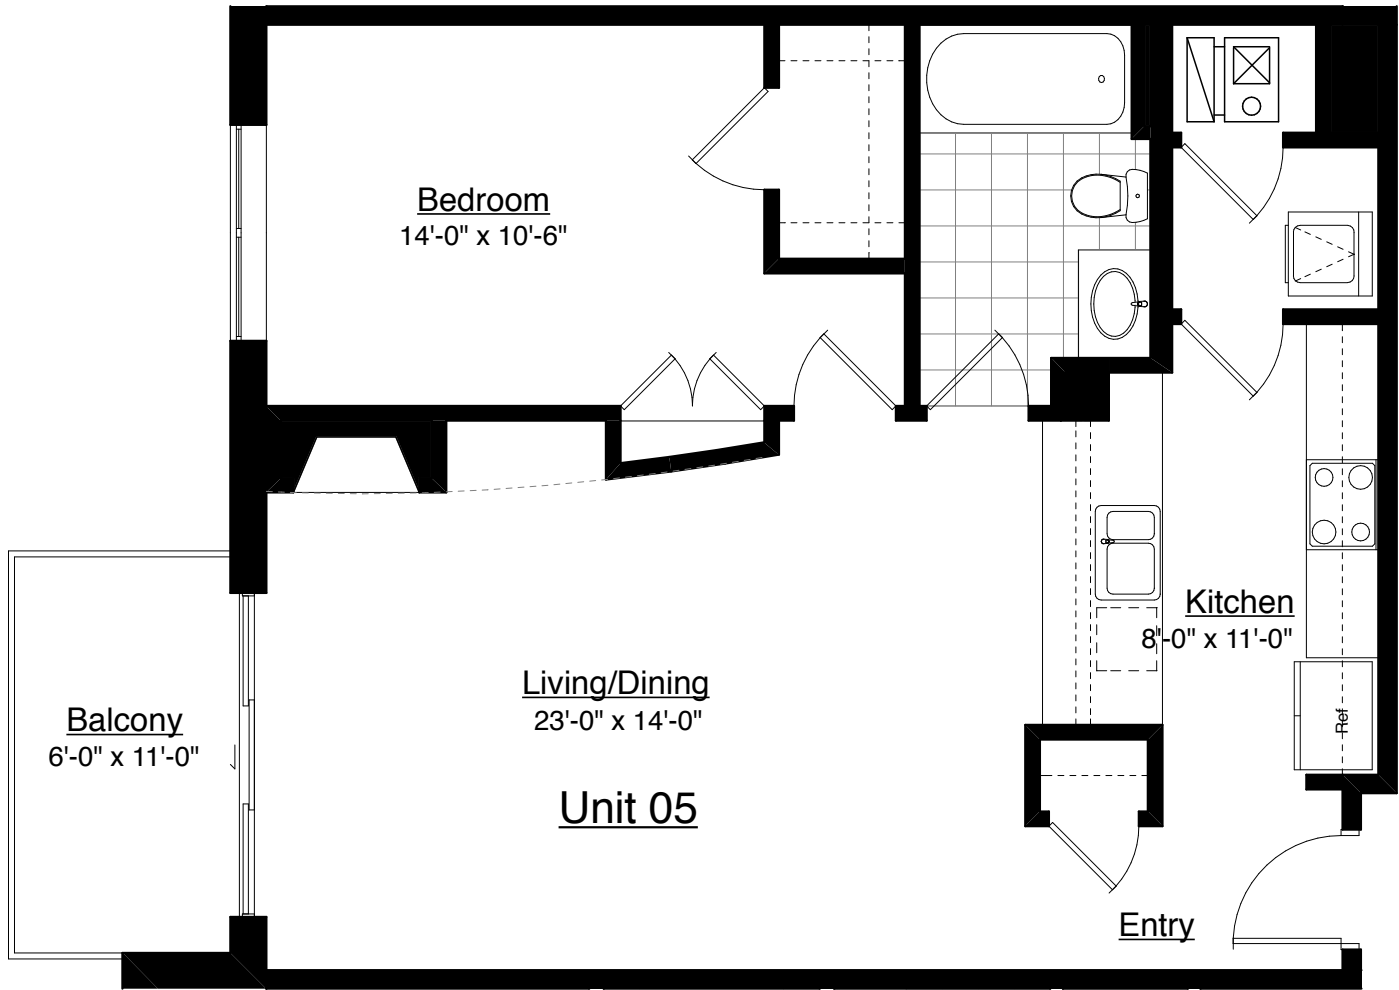 Bedroom
14'-0" x 10'-6"
Kitchen
8'-0" x 11'-0"
Living/Dining
23'-0" x 14'-0"
Ref
Balcony
6'-0" x 11'-0"
Unit 05
Entry